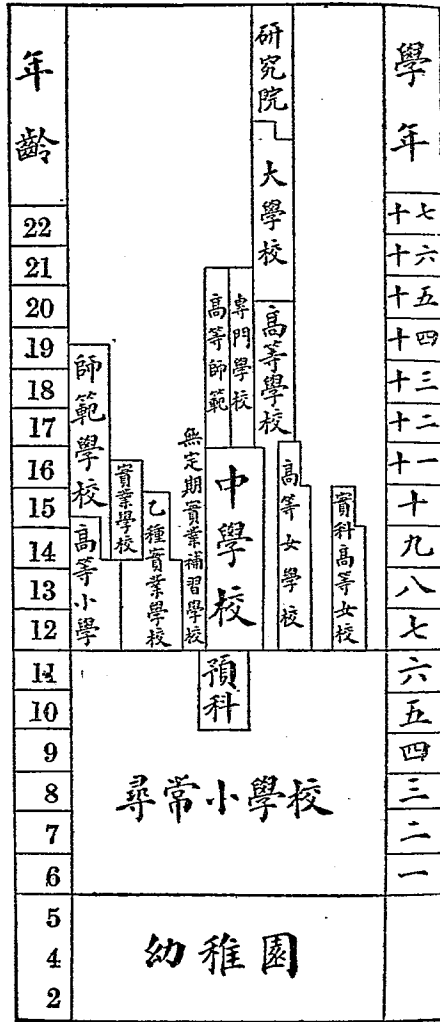 年齡
22
21
20
19
18
17
16
15
14
13
12
11
10
9
8
7
6
5
4
2
研究院
大學校
高等師範
專門學校
高等學校
師範學校
實業學校
乙種實業學校
無定期實業補習學校
中學校
高等女學校
實科高等女校
高等小學
預科
尋常小學校
幼稚園
學年
十七
十六
十五
十四
十三
十二
十一
十
九
八
七
六
五
四
三
二
一